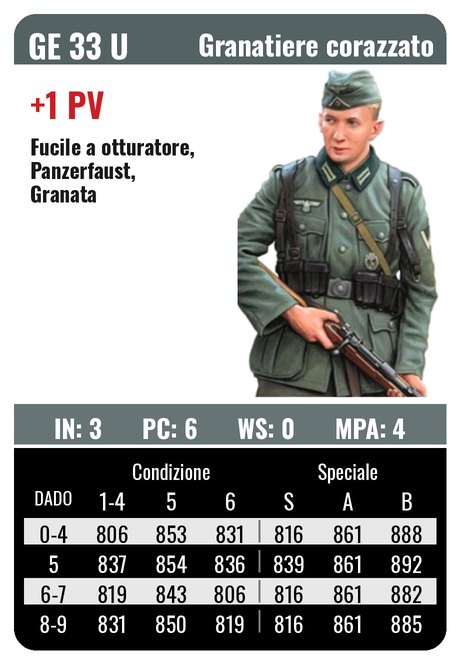 GE 33 U Granatiere corazzato
+1 PV
Fucile a otturatore,
Panzerfaust,
Granata
IN: 3 PC: 6 WS: 0 MPA: 4
Condizione Speciale
DADO 1-4 5 6 S A B
0-4 806 853 831 816 861 888
5 837 854 836 839 861 892
6-7 819 843 806 816 861 882
8-9 831 850 819 816 861 885